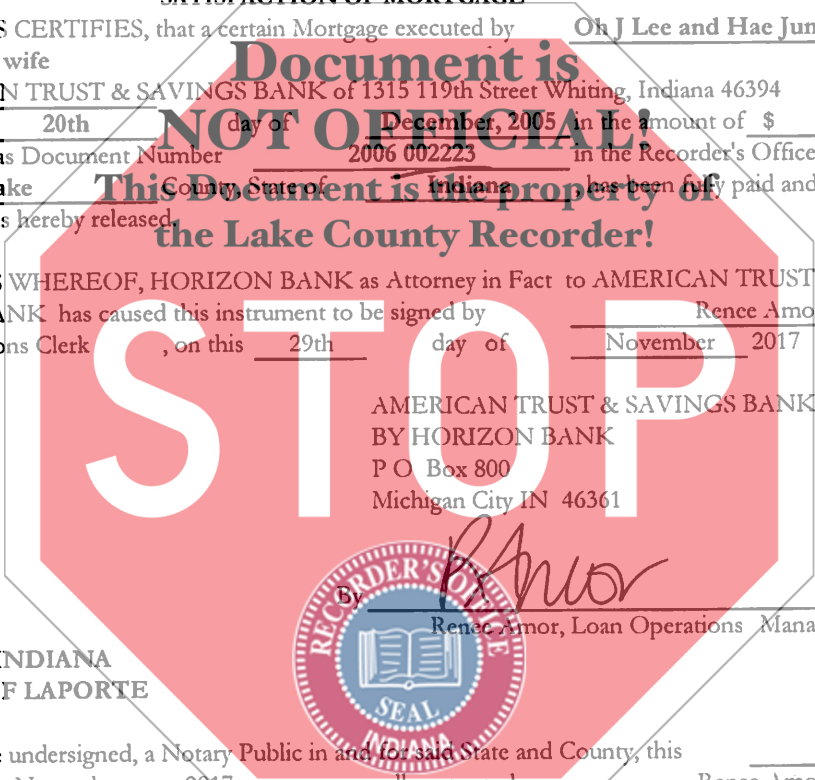 SATISFACTION OF MORTGAGE
S CERTIFIES, that a certain Mortgage executed by Oh J Lee and Hae Jun
wife
N TRUST & SAVINGS BANK of 1315 119th Street Whiting, Indiana 46394
20th day of December, 2005 in the amount of $
as Document Number 2006 002223 in the Recorder's Office
ake County, State of Indiana , has been fully paid and
s hereby released.
Document is
NOT OFFICIAL!
This Document is the property of
the Lake County Recorder!
WHEREOF, HORIZON BANK as Attorney in Fact to AMERICAN TRUST
ANK has caused this instrument to be signed by Renee Amo
ons Clerk , on this 29th day of November 2017
STOP
AMERICAN TRUST & SAVINGS BANK
BY HORIZON BANK
P O Box 800
Michigan City IN 46361
By R Amor
Renee Amor, Loan Operations Mana
RECORDER'S OFFICE
SEAL
INDIANA
INDIANA
F LAPORTE
undersigned, a Notary Public in and for said State and County, this